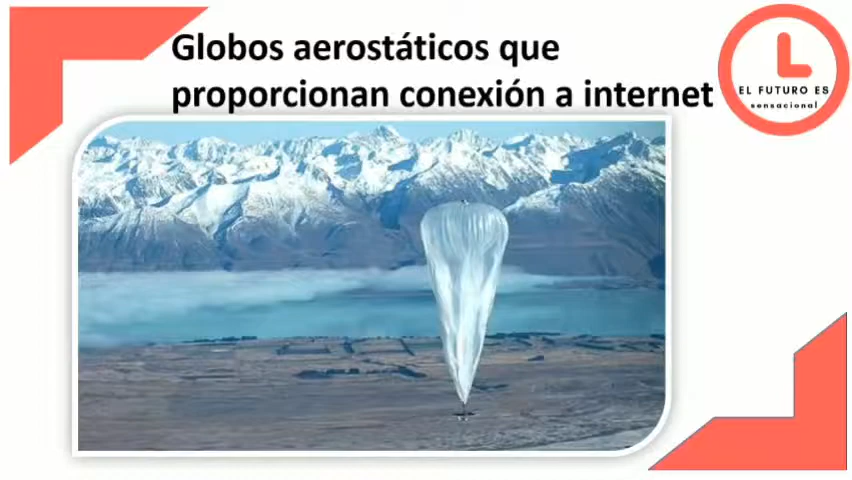 Globos aerostáticos que
proporcionan conexión a internet
L
EL FUTURO ES
sensacional